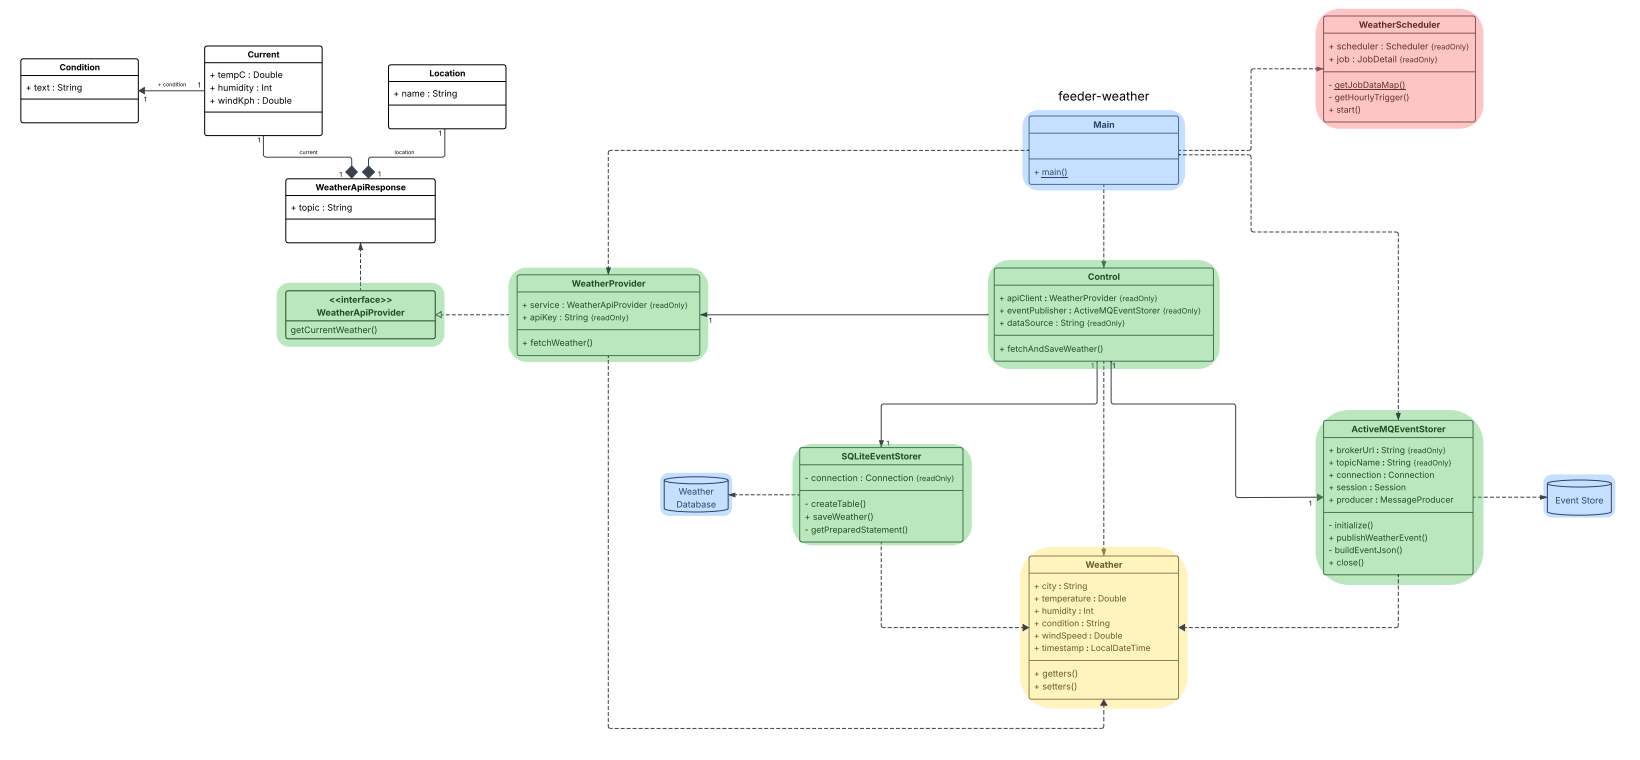 WeatherScheduler
+ scheduler : Scheduler {readOnly}
+ job : JobDetail {readOnly}
- getJobDataMap()
- getHourlyTrigger()
+ start()
Condition
+ text : String
+ condition
1
1
Current
+ tempC : Double
+ humidity : Int
+ windKph : Double
1
current
1
Location
+ name : String
1
location
1
WeatherApiResponse
+ topic : String
feeder-weather
Main
+ main()
<<interface>>
WeatherApiProvider
getCurrentWeather()
WeatherProvider
+ service : WeatherApiProvider {readOnly}
+ apiKey : String {readOnly}
+ fetchWeather()
1
Control
+ apiClient : WeatherProvider {readOnly}
+ eventPublisher : ActiveMQEventStorer {readOnly}
+ dataSource : String {readOnly}
+ fetchAndSaveWeather()
1
1
1
SQLiteEventStorer
- connection : Connection {readOnly}
- createTable()
+ saveWeather()
- getPreparedStatement()
Weather
Database
ActiveMQEventStorer
+ brokerUrl : String {readOnly}
+ topicName : String {readOnly}
+ connection : Connection
+ session : Session
+ producer : MessageProducer
- initialize()
+ publishWeatherEvent()
- buildEventJson()
+ close()
1
Event Store
Weather
+ city : String
+ temperature : Double
+ humidity : Int
+ condition : String
+ windSpeed : Double
+ timestamp : LocalDateTime
+ getters()
+ setters()